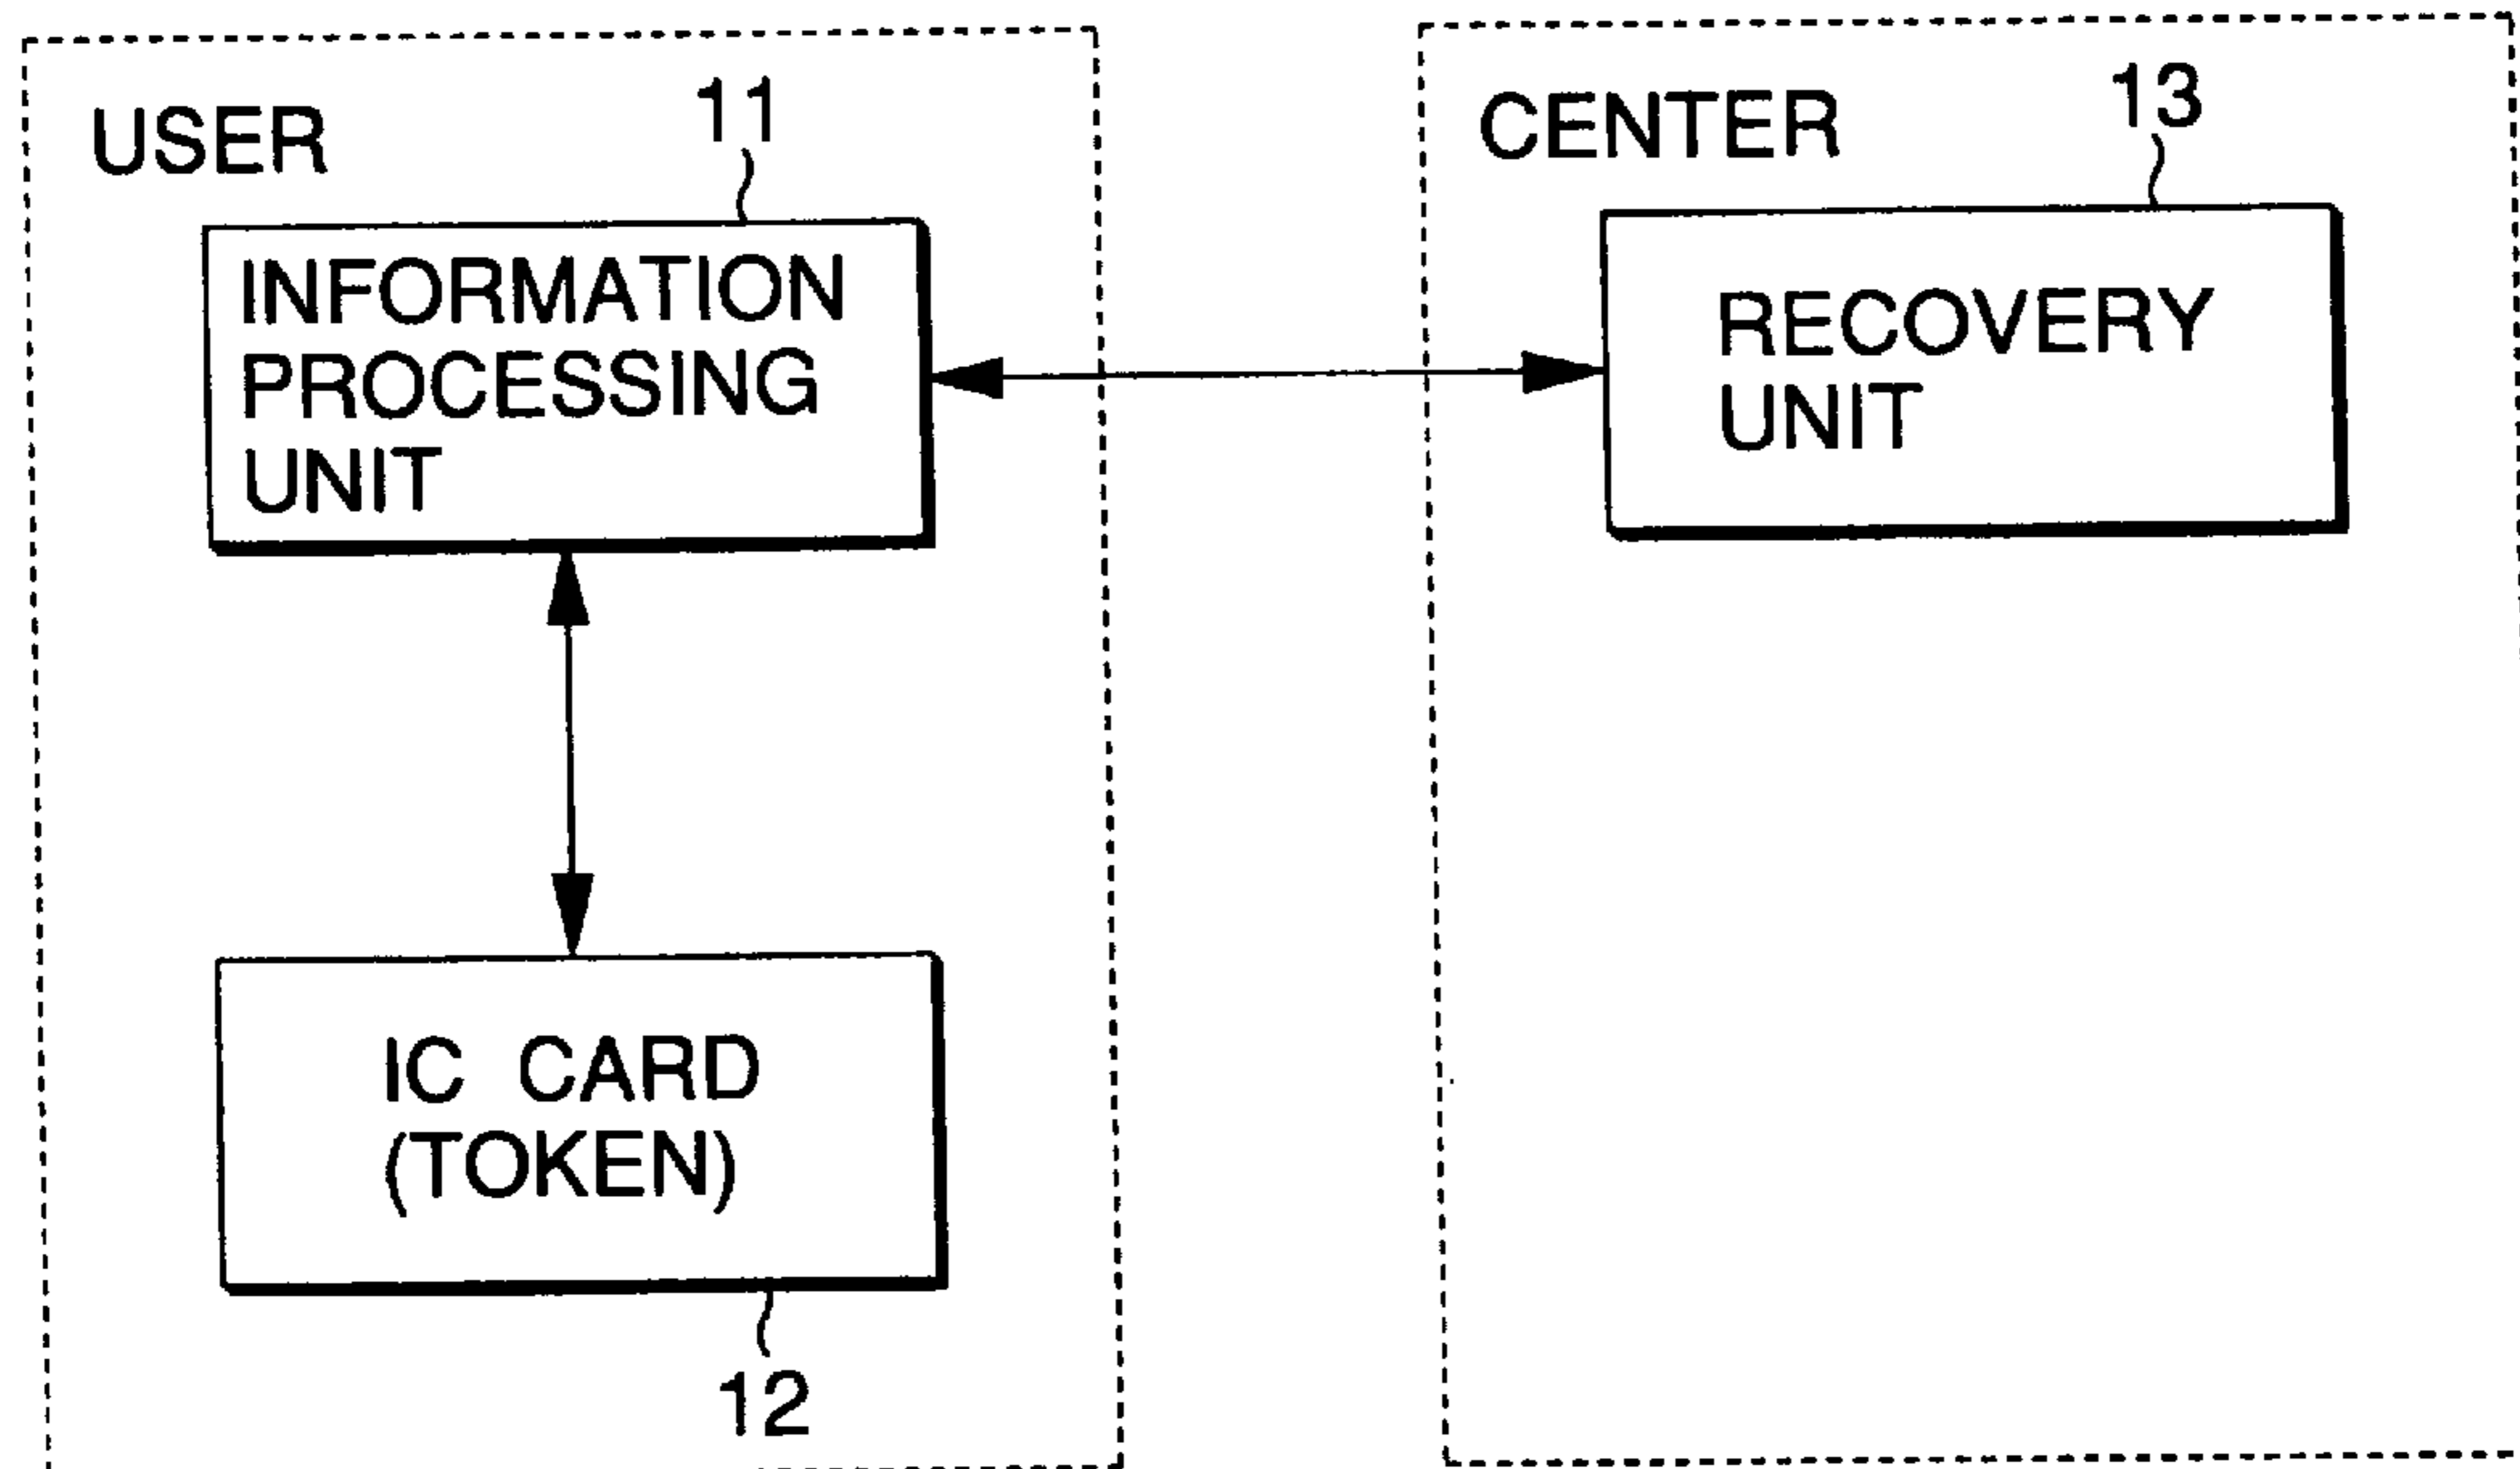 USER
11
INFORMATION
PROCESSING
UNIT
IC CARD
(TOKEN)
12
CENTER
13
RECOVERY
UNIT